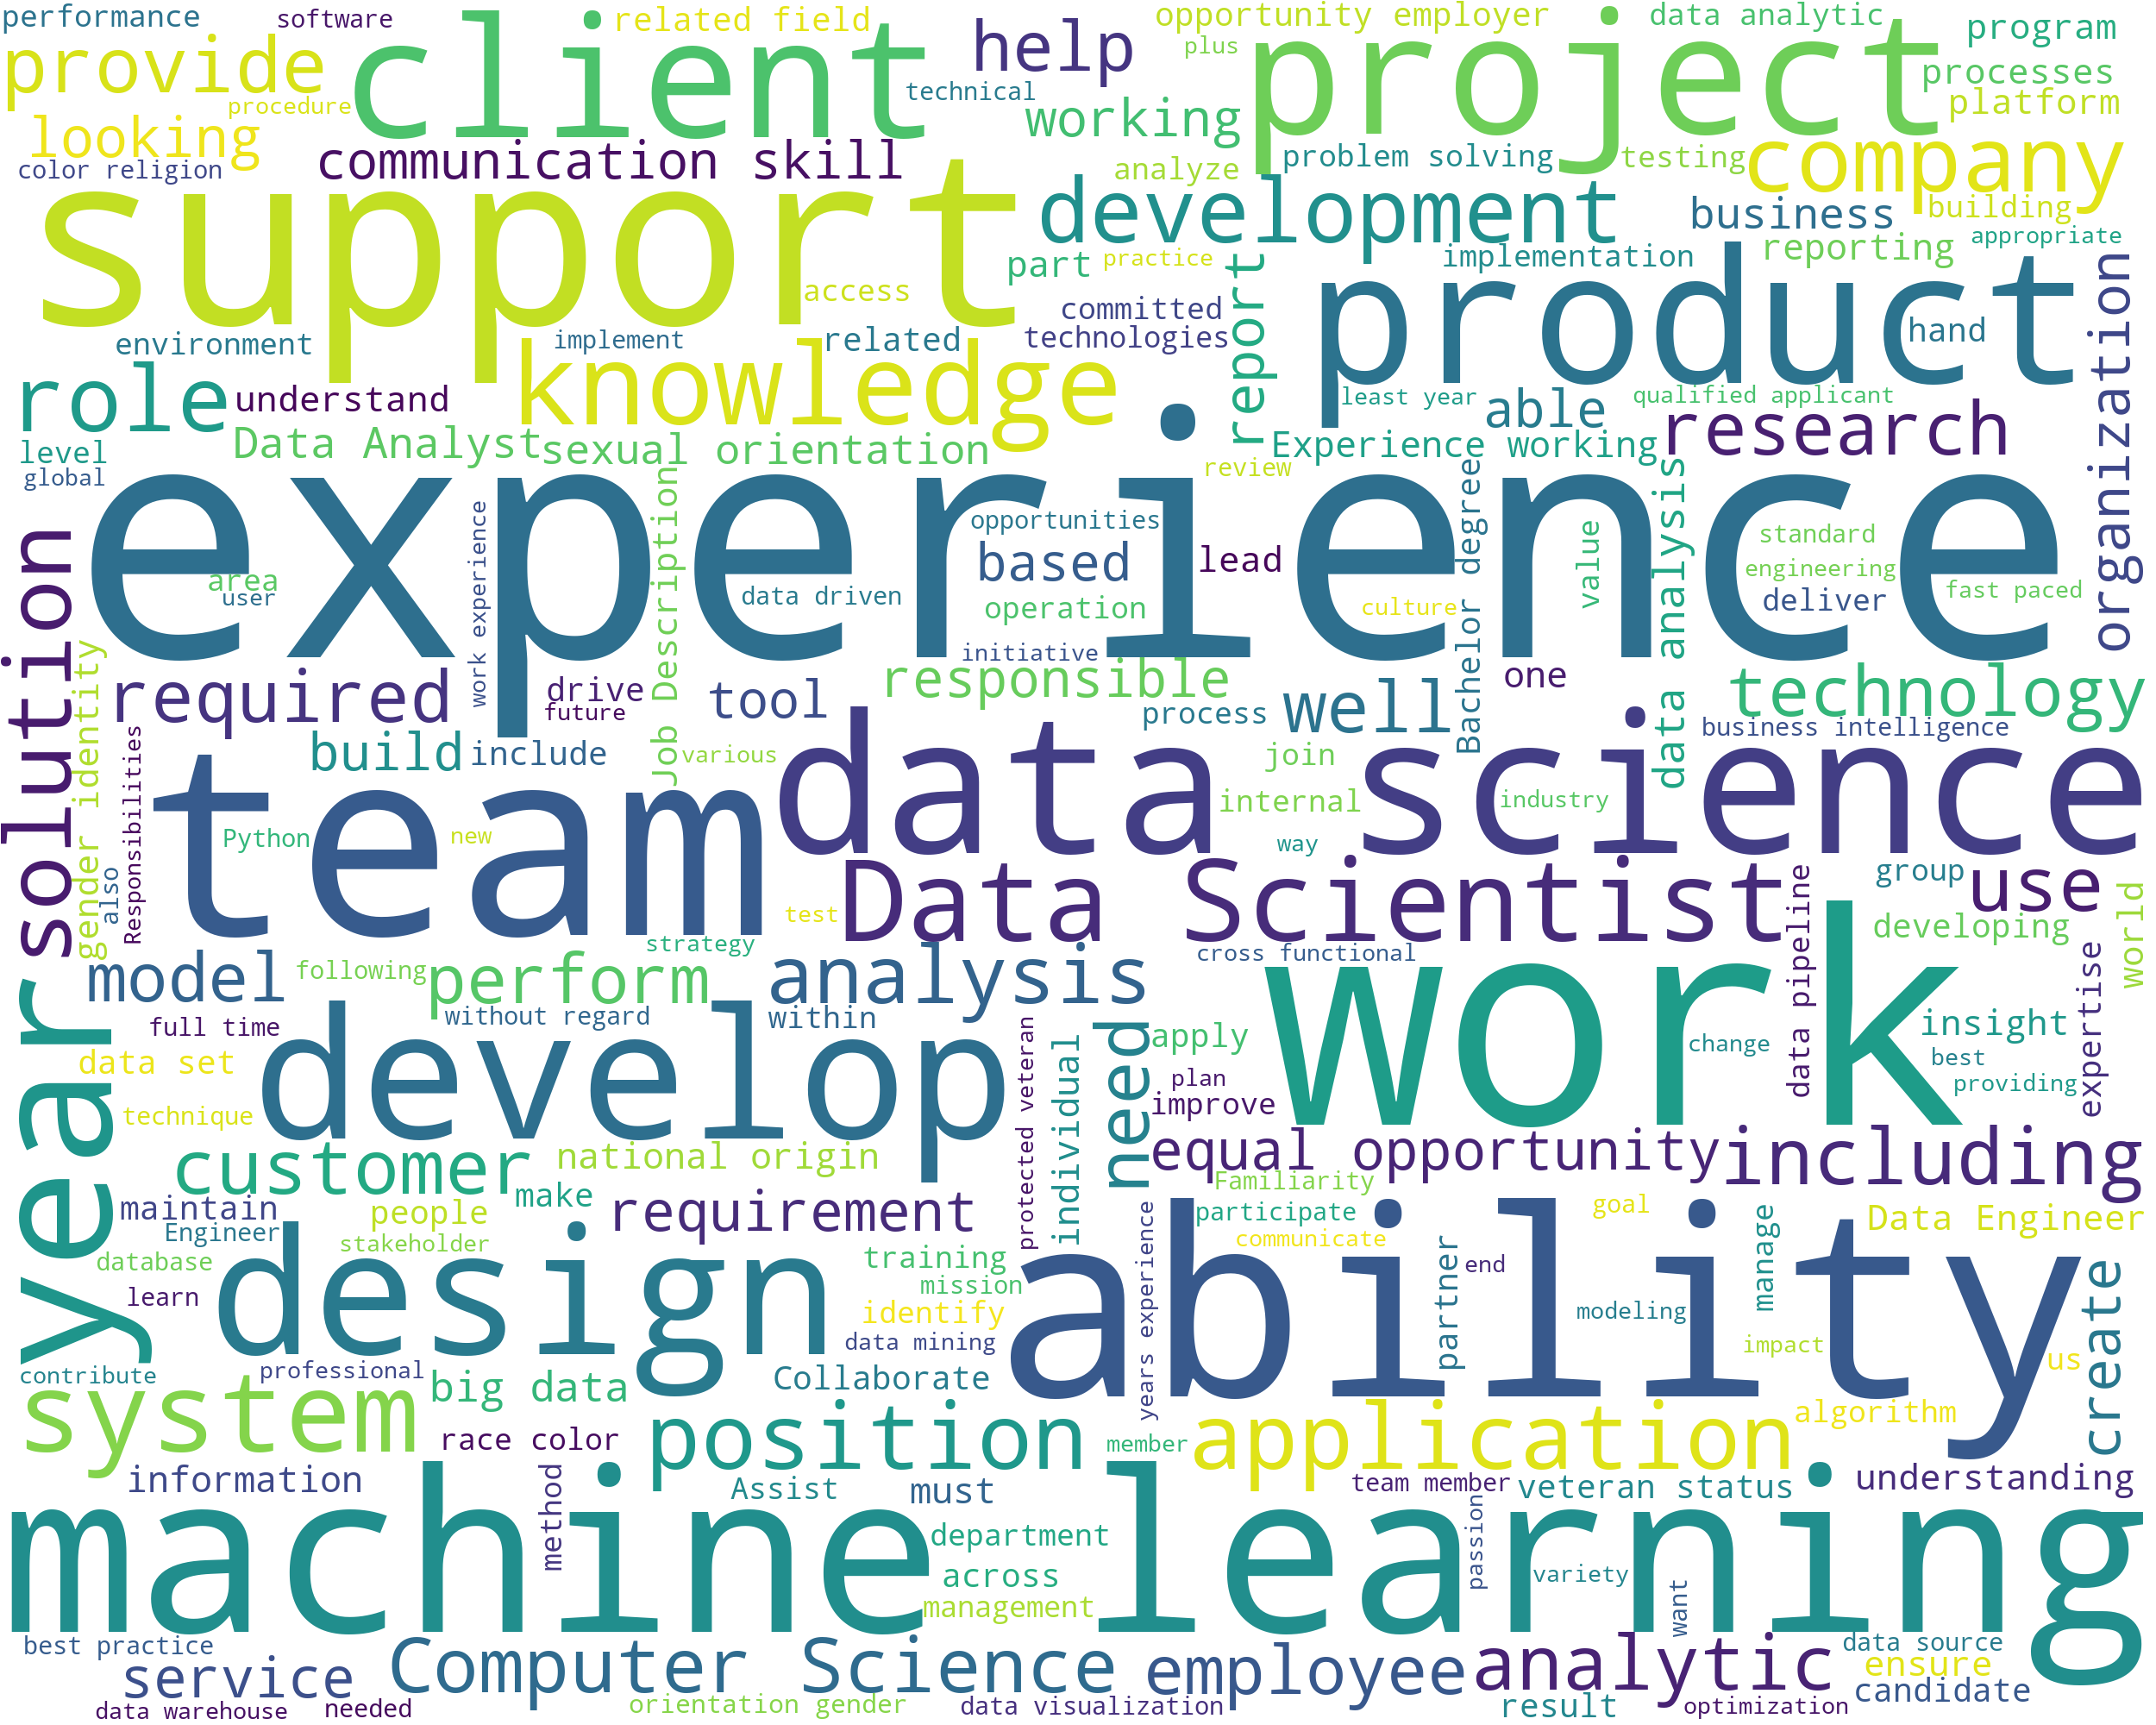 performance
software
related field
opportunity employer
data analytic
program
provide
client
help
plus
project
processes
procedure
technical
platform
looking
working
communication skill
analyze
problem solving
testing
company
color religion
support
development
business
building
part
practice
reporting
appropriate
access
implementation
report
organization
committed
product
hand
environment
implement
related
technologies
role
understand
knowledge
least year
able
qualified applicant
research
Data Analyst
sexual orientation
Experience working
level
global
review
experience
work experience
Job Description
opportunities
based
lead
Bachelor degree
value
data analysis
standard
engineering
deliver
fast paced
area
user
data driven
operation
culture
solution
gender identity
initiative
required
drive
future
tool
responsible
process
well
one
technology
build
include
various
join
business intelligence
Responsibilities
team
data science
internal
industry
Python
new
way
also
Data Scientist
data pipeline
group
use
test
strategy
developing
world
model
following
perform
analysis
cross functional
work
expertise
full time
without regard
within
need
apply
insight
change
best
data set
develop
protected veteran
individual
plan
improve
providing
technique
year
customer
national origin
equal opportunity
including
make
Familiarity
maintain
people
requirement
participate
goal
Data Engineer
Engineer
stakeholder
communicate
manage
database
design
training
mission
years experience
ability
partner
end
create
learn
identify
modeling
data mining
impact
us
contribute
professional
system
big data
Collaborate
algorithm
race color
position
member
application
information
method
Assist
must
team member
veteran status
understanding
machine learning
department
passion
across
variety
management
want
best practice
service
Computer Science
employee
analytic
data source
ensure
candidate
data warehouse
needed
orientation gender
data visualization
result
optimization